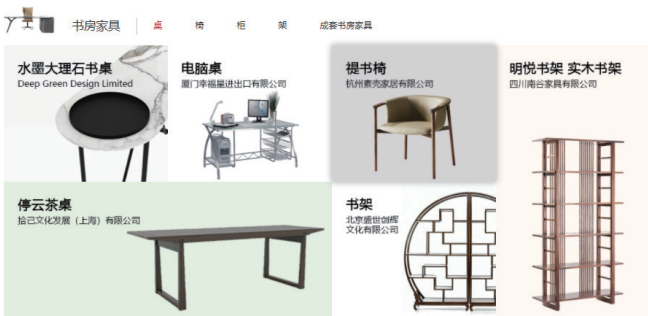 书房家具
桌 椅 柜 架 成套书房家具
水墨大理石书桌
Deep Green Design Limited
电脑桌
厦门幸福星进出口有限公司
禔书椅
杭州素壳家居有限公司
明悦书架 实木书架
四川南谷家具有限公司
停云茶桌
拾己文化发展（上海）有限公司
书架
北京盛世创辉
文化有限公司